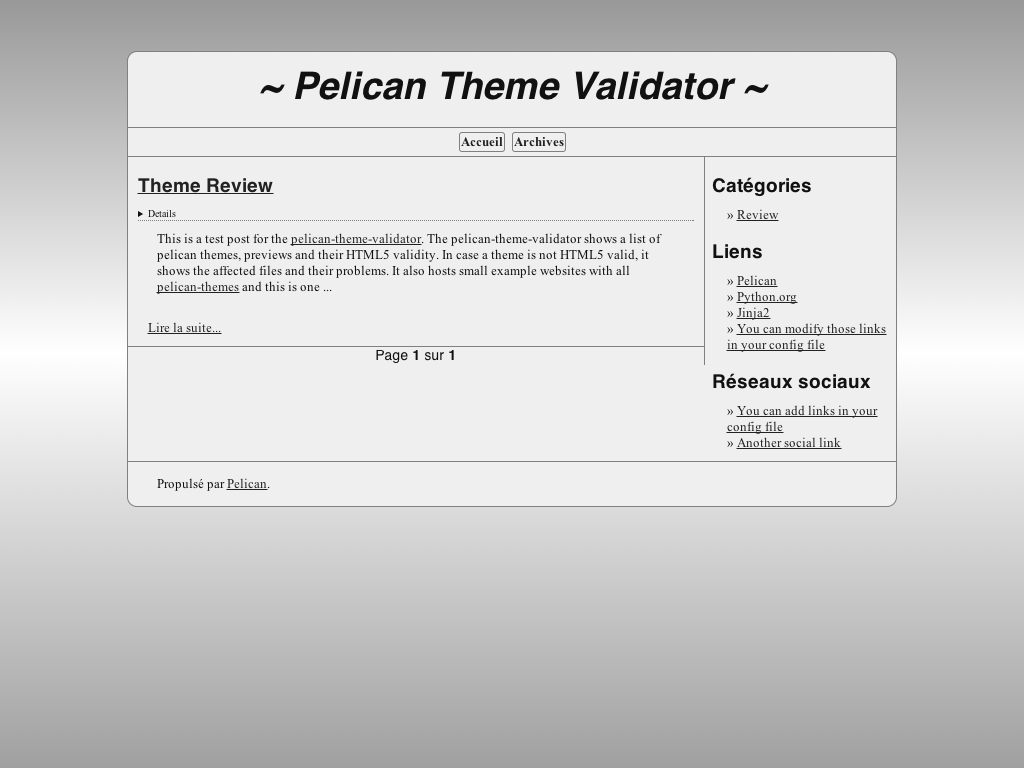 ~ Pelican Theme Validator ~
Accueil Archives
Theme Review
Details
This is a test post for the pelican-theme-validator. The pelican-theme-validator shows a list of
pelican themes, previews and their HTML5 validity. In case a theme is not HTML5 valid, it
shows the affected files and their problems. It also hosts small example websites with all
pelican-themes and this is one ...
Lire la suite...
Page 1 sur 1
Catégories
» Review
Liens
» Pelican
» Python.org
» Jinja2
» You can modify those links
in your config file
Réseaux sociaux
» You can add links in your
config file
» Another social link
Propulsé par Pelican.